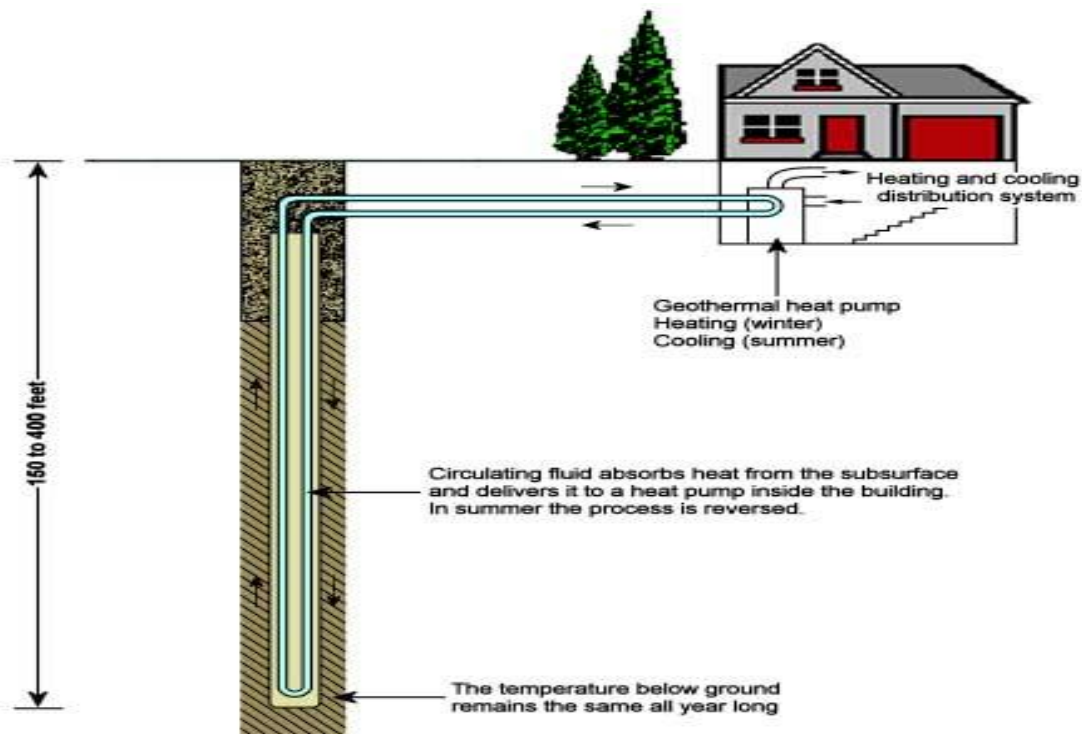 Heating and cooling
distribution system
Geothermal heat pump
Heating (winter)
Cooling (summer)
150 to 400 feet
Circulating fluid absorbs heat from the subsurface
and delivers it to a heat pump inside the building.
In summer the process is reversed.
The temperature below ground
remains the same all year long